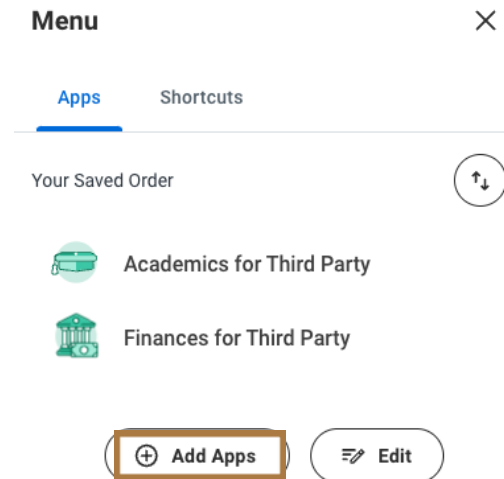 Menu
Apps Shortcuts
Your Saved Order
Academics for Third Party
Finances for Third Party
Add Apps Edit